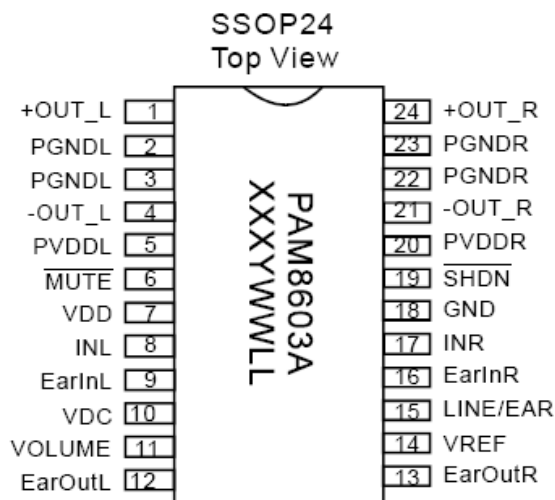 SSOP24
Top View
+OUT_L 1 24 +OUT_R
PGNDL 2 23 PGNDR
PGNDL 3 22 PGNDR
-OUT_L 4 21 -OUT_R
PVDDL 5 20 PVDDR
MUTE 6 19 SHDN
VDD 7 18 GND
INL 8 17 INR
EarInL 9 16 EarInR
VDC 10 15 LINE/EAR
VOLUME 11 14 VREF
EarOutL 12 13 EarOutR
PAM8603A
XXXYWWLL